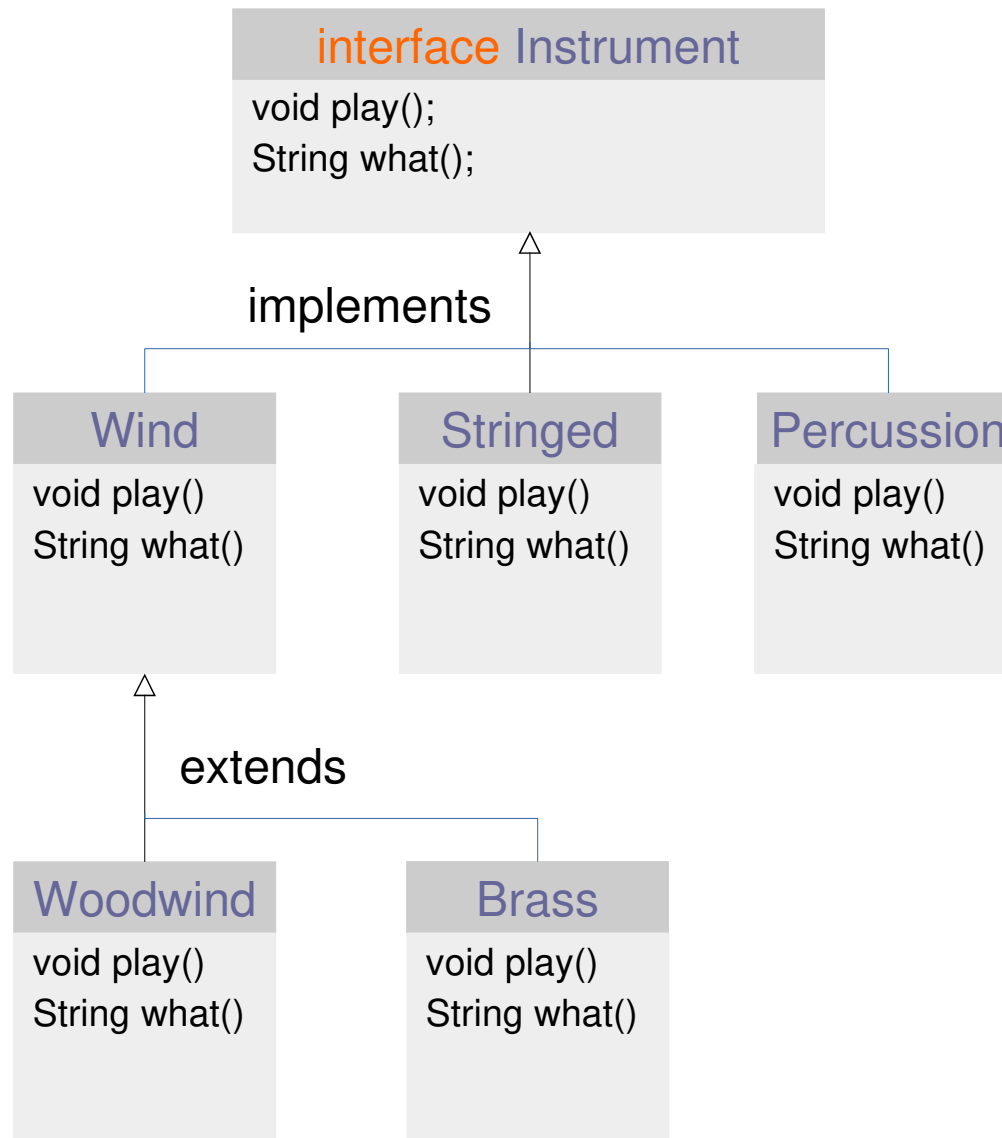 interface Instrument
void play();
String what();
implements
Wind
void play()
String what()
Stringed
void play()
String what()
Percussion
void play()
String what()
extends
Woodwind
void play()
String what()
Brass
void play()
String what()